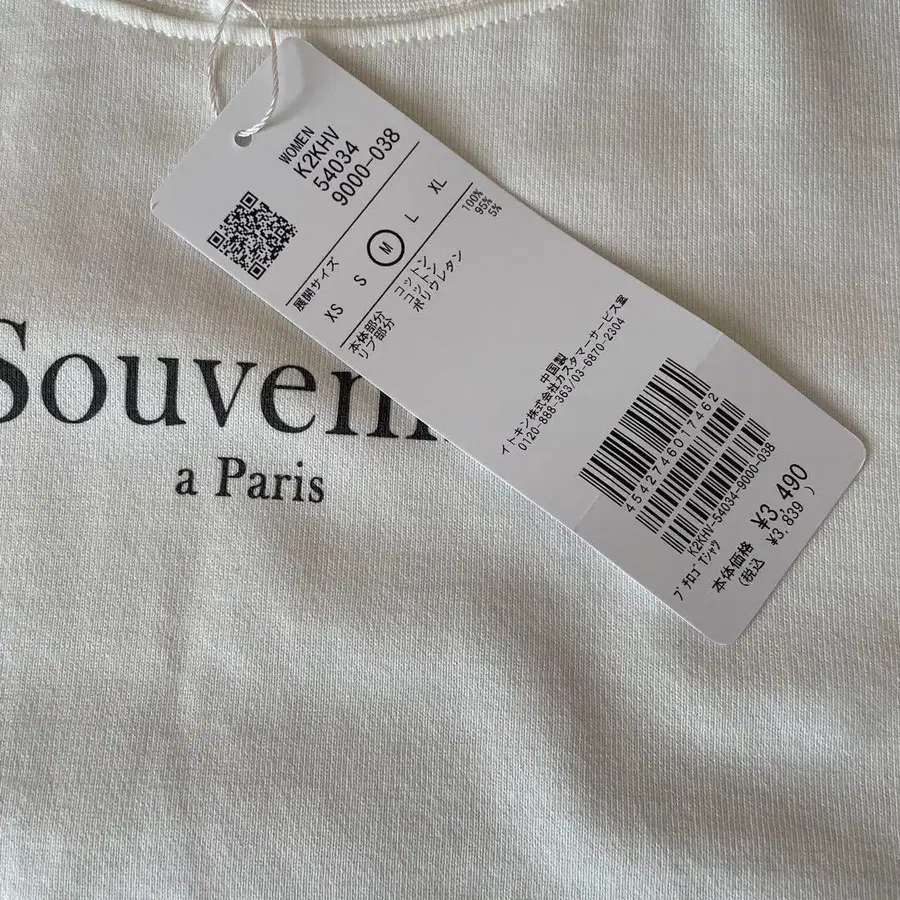 Souven
a Paris
WOMEN
K2KHV
54034
9000-038
展開サイズ
XS S M L XL
本体部分 コットン 100%
リブ部分 コットン 95%
ポリウレタン 5%
中国製
イトキン株式会社カスタマーサービス室
0120-888-363/03-6870-2304
4542746017462
K2KHV-54034-9000-038
プチロゴTシャツ
本体価格 ¥3,490
(税込 ¥3,839 )